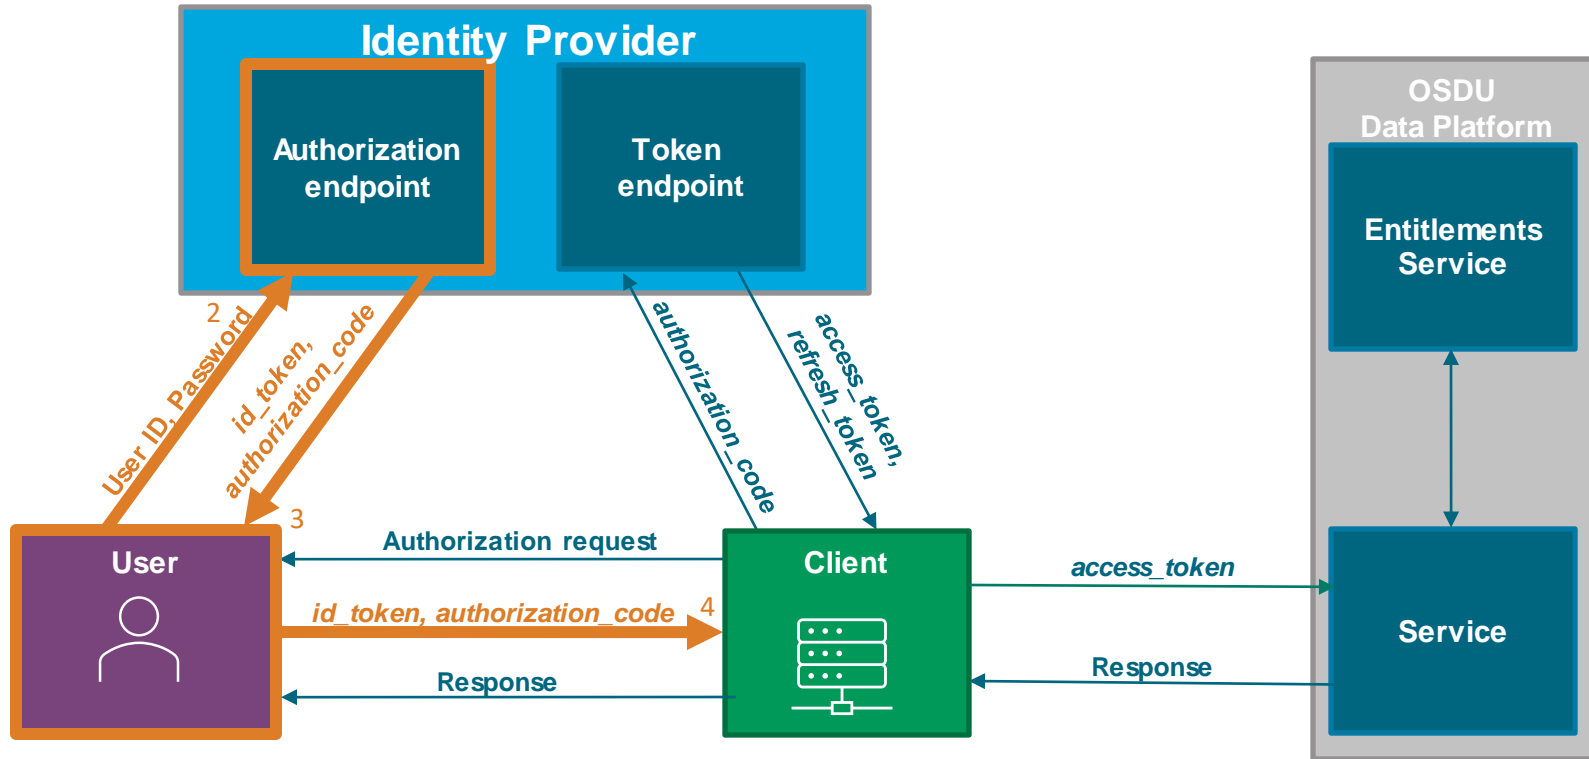 Identity Provider
Authorization
endpoint
Token
endpoint
OSDU
Data Platform
Entitlements
Service
2
User ID, Password
id_token,
authorization_code
authorization_code
access_token,
refresh_token
3
User
Authorization request
Client
access_token
id_token, authorization_code
4
Service
Response
Response